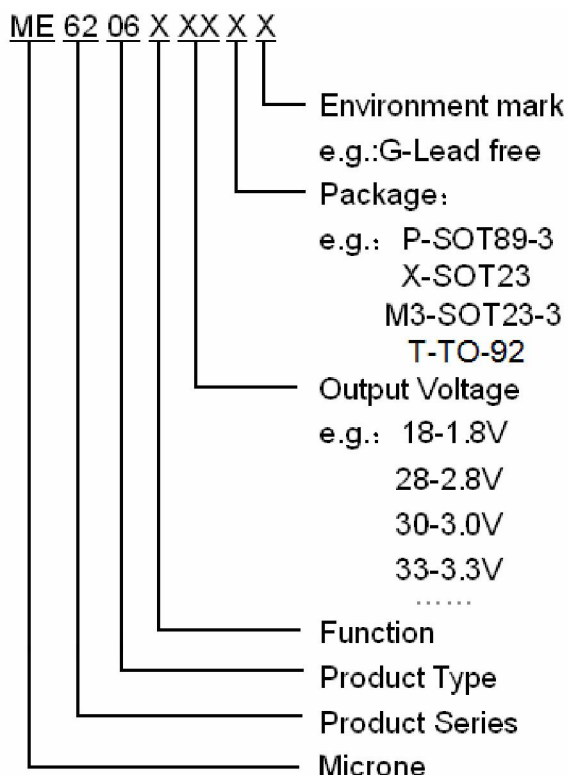 ME 62 06 X XX X X
Environment mark
e.g.:G-Lead free
Package：
e.g.：P-SOT89-3
X-SOT23
M3-SOT23-3
T-TO-92
Output Voltage
e.g.：18-1.8V
28-2.8V
30-3.0V
33-3.3V
……
Function
Product Type
Product Series
Microne